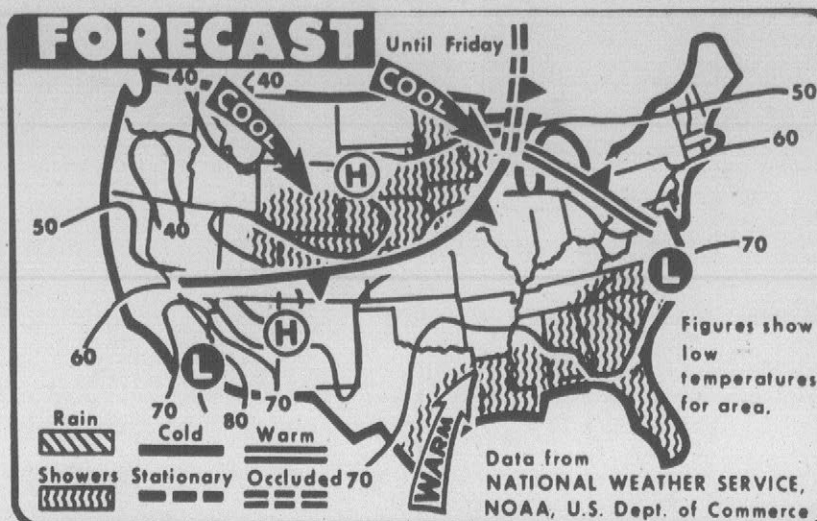 FORECAST
Until Friday
COOL
COOL
40
40
50
60
H
40
50
70
L
H
60
L
70
80
70
70
WARM
Figures show
low
temperatures
for area.
Rain
Cold
Warm
Showers
Stationary
Occluded
Data from
NATIONAL WEATHER SERVICE,
NOAA, U.S. Dept. of Commerce